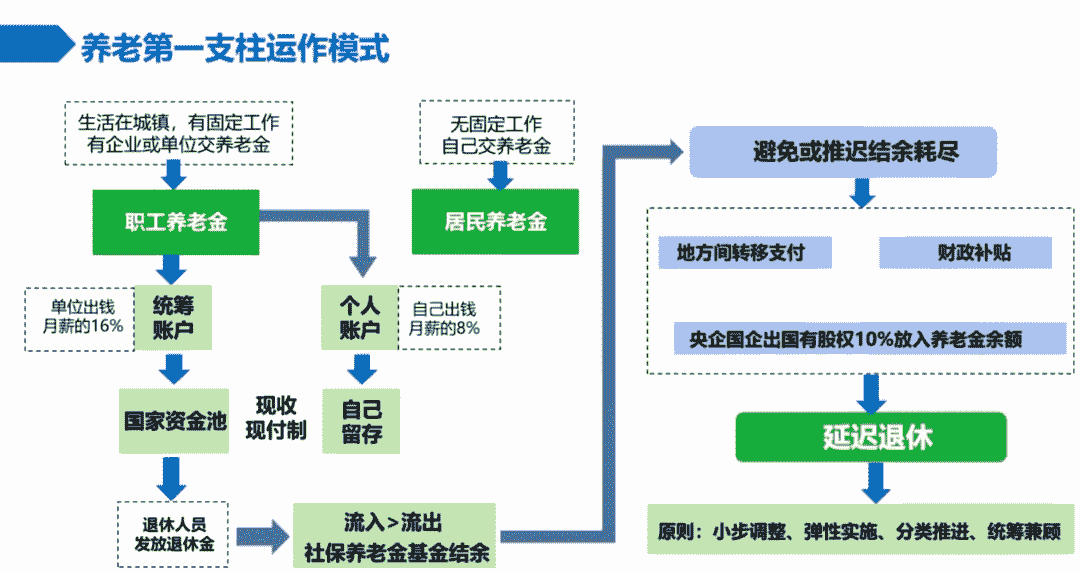 养老第一支柱运作模式
生活在城镇，有固定工作
有企业或单位交养老金
无固定工作
自己交养老金
职工养老金
居民养老金
单位出钱
月薪的16%
统筹
账户
个人
账户
自己出钱
月薪的8%
国家资金池
现收
现付制
自己
留存
退休人员
发放退休金
流入>流出
社保养老金基金结余
避免或推迟结余耗尽
地方间转移支付
财政补贴
央企国企出国有股权10%放入养老金余额
延迟退休
原则：小步调整、弹性实施、分类推进、统筹兼顾